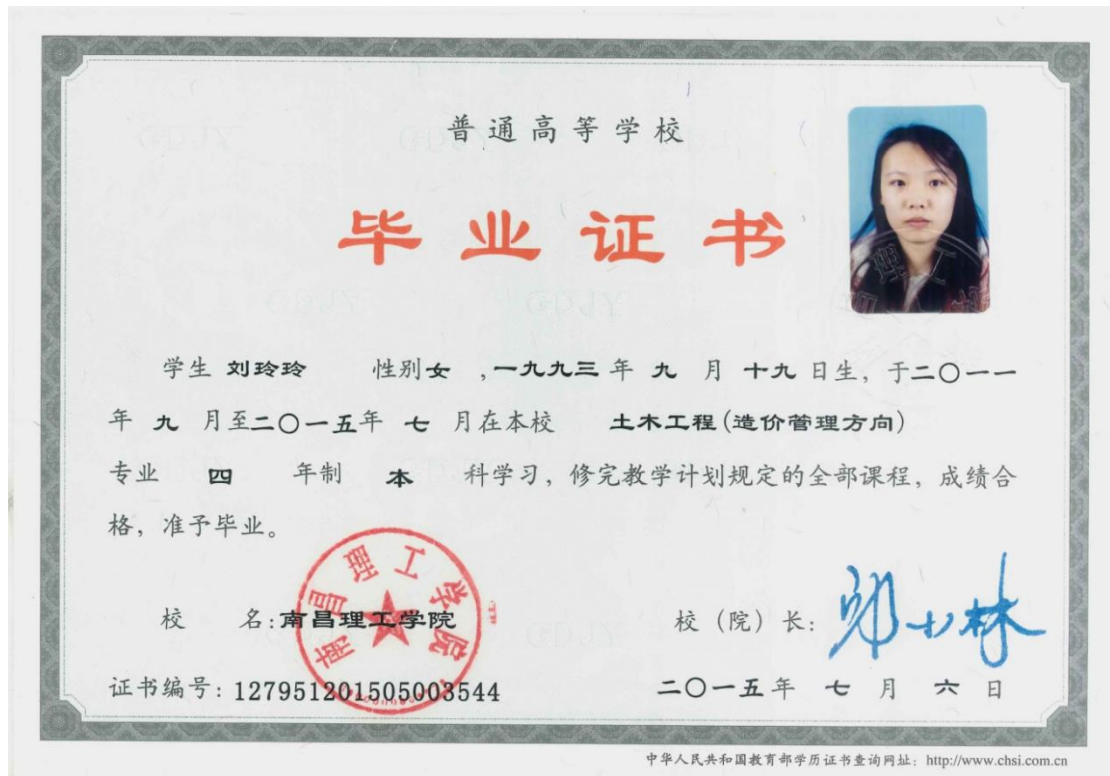 普通高等学校
毕业证书
学生 刘玲玲 性别女 ,一九九三 年 九 月 十九 日生, 于二〇一一
年 九 月至二〇一五年 七 月在本校 土木工程(造价管理方向)
专业 四 年制 本 科学习, 修完教学计划规定的全部课程, 成绩合
格, 准予毕业。
南昌理工学院
校 名:南昌理工学院
校 (院) 长:
证书编号: 127951201505003544
二〇一五年 七 月 六 日
中华人民共和国教育部学历证书查询网址: http://www.chsi.com.cn